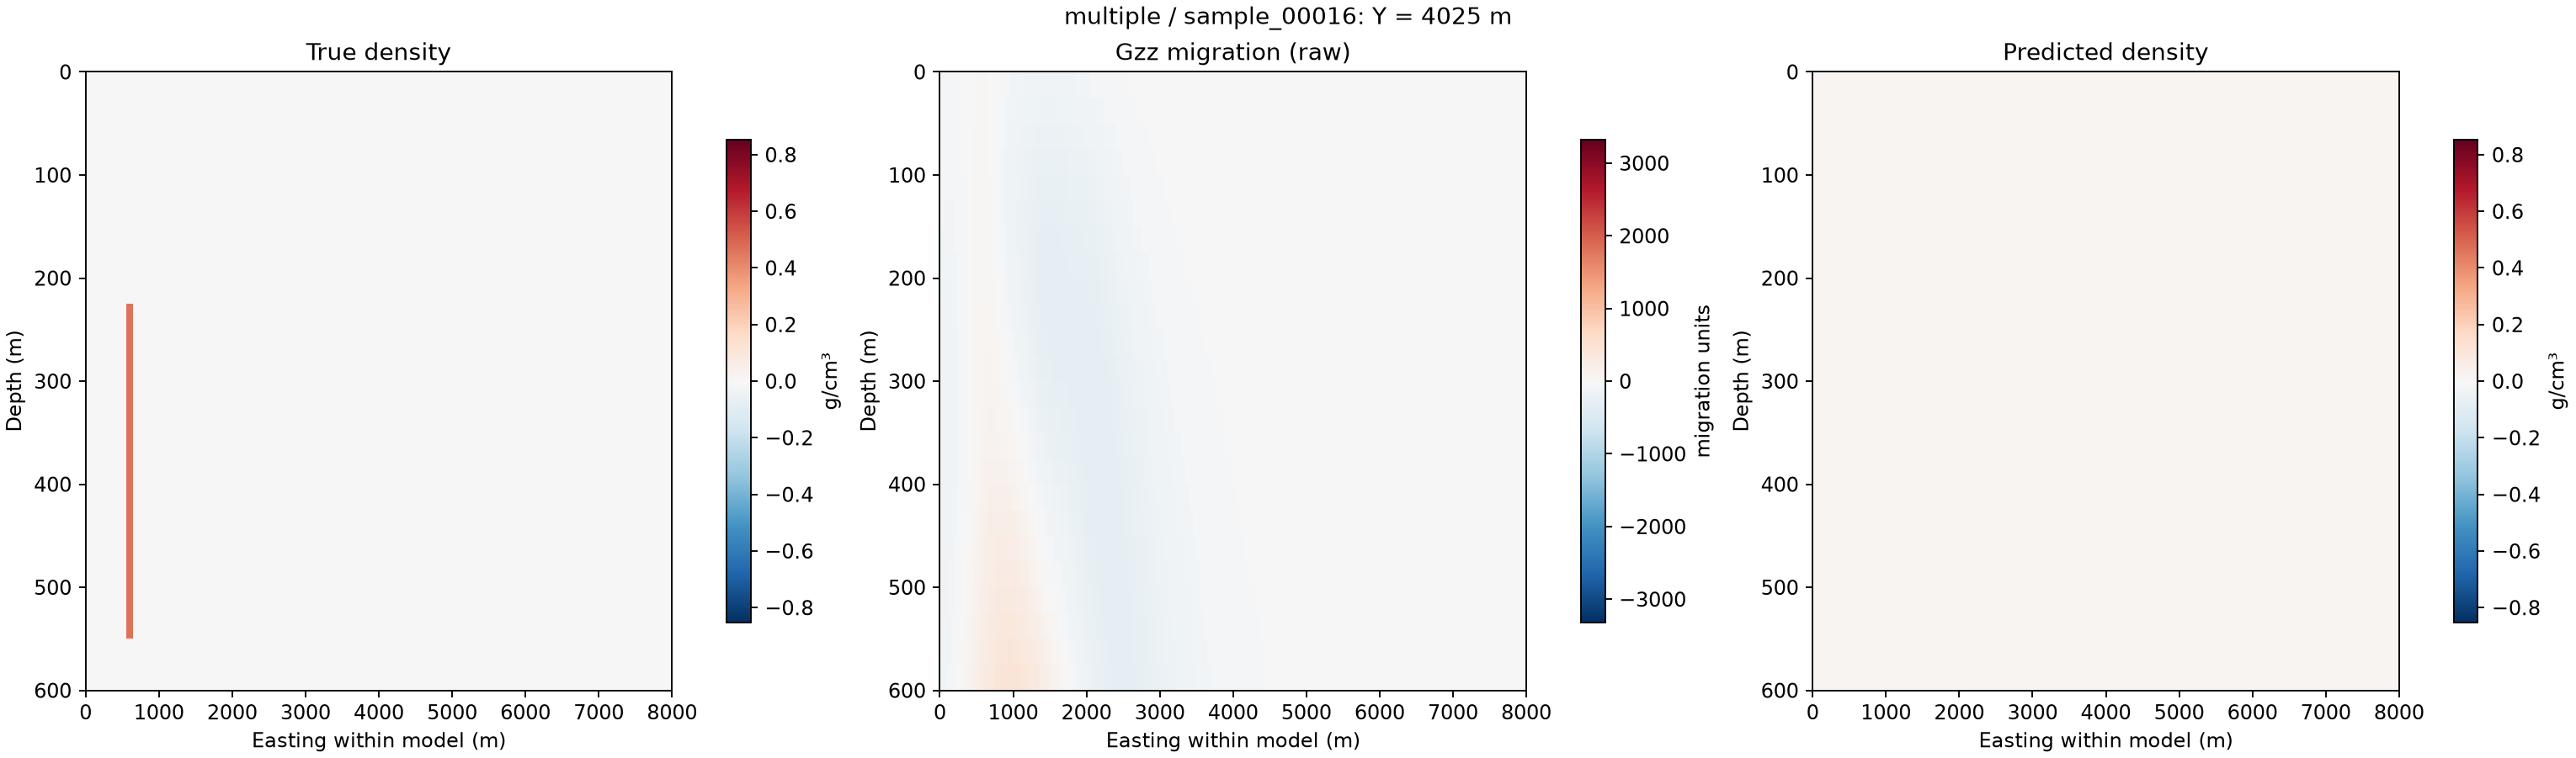 multiple / sample_00016: Y = 4025 m
True density
0
100
200
300
400
500
600
Depth (m)
0 1000 2000 3000 4000 5000 6000 7000 8000
Easting within model (m)
0.8
0.6
0.4
0.2
0.0
−0.2
−0.4
−0.6
−0.8
g/cm³
Gzz migration (raw)
0
100
200
300
400
500
600
Depth (m)
0 1000 2000 3000 4000 5000 6000 7000 8000
Easting within model (m)
3000
2000
1000
0
−1000
−2000
−3000
migration units
Predicted density
0
100
200
300
400
500
600
Depth (m)
0 1000 2000 3000 4000 5000 6000 7000 8000
Easting within model (m)
0.8
0.6
0.4
0.2
0.0
−0.2
−0.4
−0.6
−0.8
g/cm³